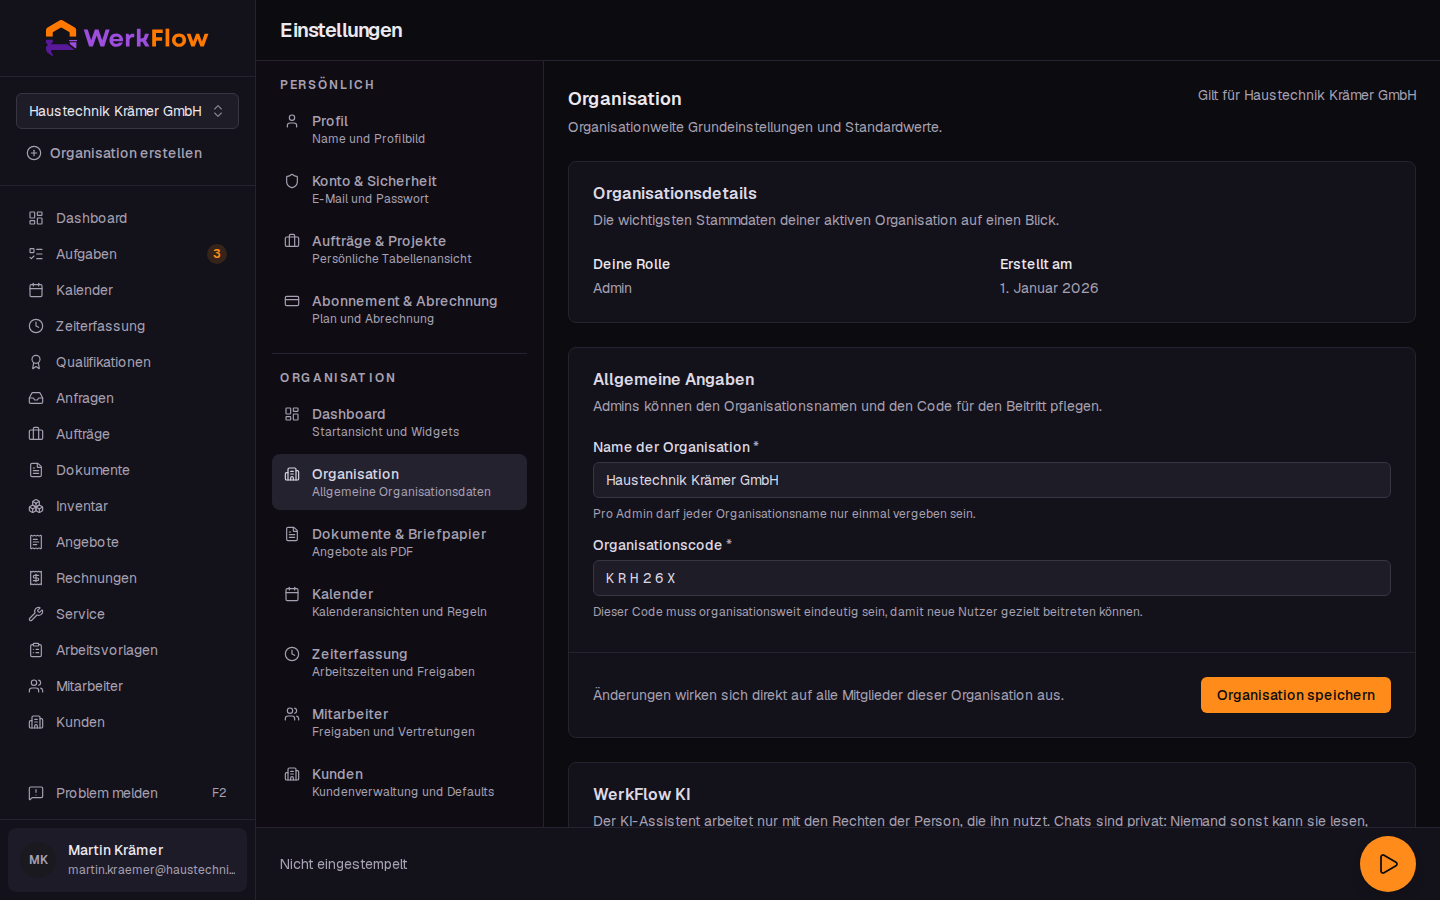 WerkFlow
Haustechnik Krämer GmbH
Organisation erstellen
Dashboard
Aufgaben 3
Kalender
Zeiterfassung
Qualifikationen
Anfragen
Aufträge
Dokumente
Inventar
Angebote
Rechnungen
Service
Arbeitsvorlagen
Mitarbeiter
Kunden
Problem melden F2
MK
Martin Krämer
martin.kraemer@haustechni...
Einstellungen
PERSÖNLICH
Profil
Name und Profilbild
Konto & Sicherheit
E-Mail und Passwort
Aufträge & Projekte
Persönliche Tabellenansicht
Abonnement & Abrechnung
Plan und Abrechnung
ORGANISATION
Dashboard
Startansicht und Widgets
Organisation
Allgemeine Organisationsdaten
Dokumente & Briefpapier
Angebote als PDF
Kalender
Kalenderansichten und Regeln
Zeiterfassung
Arbeitszeiten und Freigaben
Mitarbeiter
Freigaben und Vertretungen
Kunden
Kundenverwaltung und Defaults
Organisation
Gilt für Haustechnik Krämer GmbH
Organisationweite Grundeinstellungen und Standardwerte.
Organisationsdetails
Die wichtigsten Stammdaten deiner aktiven Organisation auf einen Blick.
Deine Rolle
Admin
Erstellt am
1. Januar 2026
Allgemeine Angaben
Admins können den Organisationsnamen und den Code für den Beitritt pflegen.
Name der Organisation *
Haustechnik Krämer GmbH
Pro Admin darf jeder Organisationsname nur einmal vergeben sein.
Organisationscode *
KRH26X
Dieser Code muss organisationsweit eindeutig sein, damit neue Nutzer gezielt beitreten können.
Änderungen wirken sich direkt auf alle Mitglieder dieser Organisation aus.
Organisation speichern
WerkFlow KI
Der KI-Assistent arbeitet nur mit den Rechten der Person, die ihn nutzt. Chats sind privat: Niemand sonst kann sie lesen,
Nicht eingestempelt